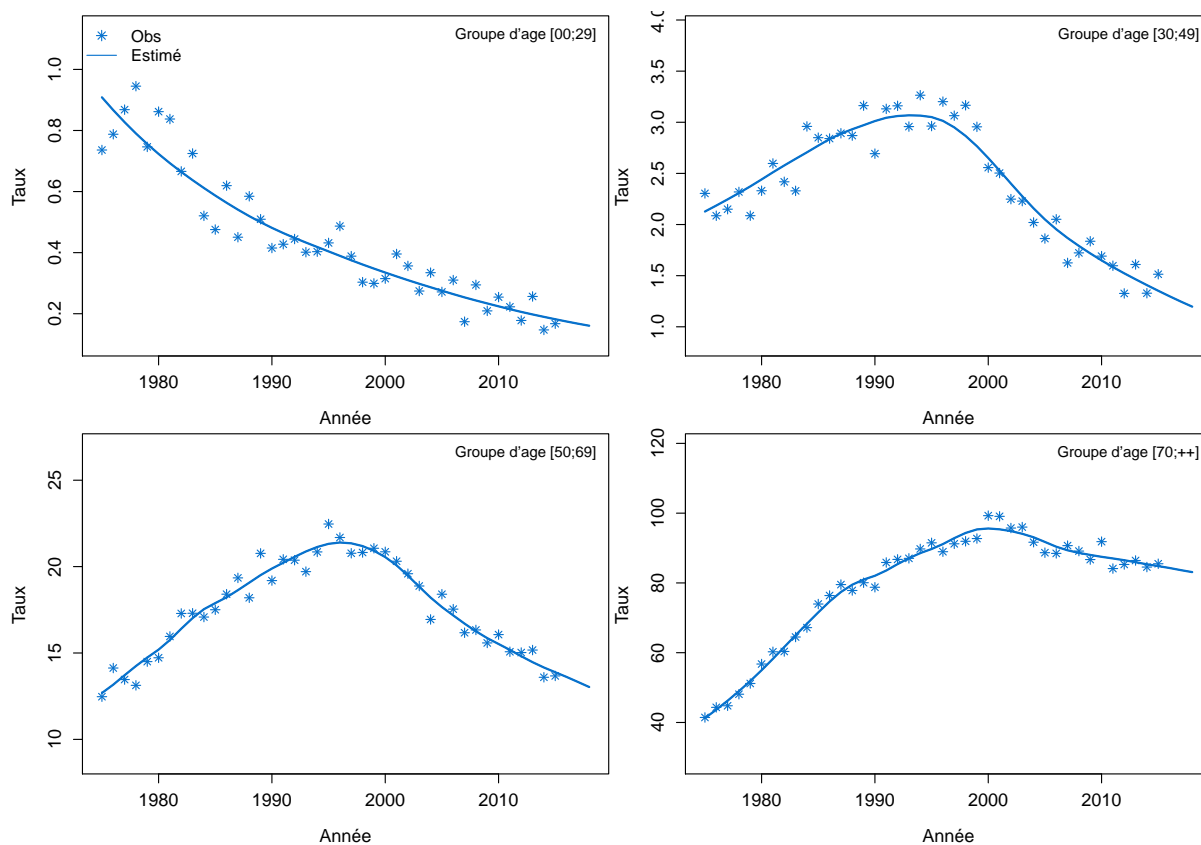 Obs
Estimé
Groupe d'age [00;29]
Taux
0.2
0.4
0.6
0.8
1.0
1980
1990
2000
2010
Année
Groupe d'age [30;49]
Taux
1.0
1.5
2.0
2.5
3.0
3.5
4.0
1980
1990
2000
2010
Année
Groupe d'age [50;69]
Taux
10
15
20
25
1980
1990
2000
2010
Année
Groupe d'age [70;++]
Taux
40
60
80
100
120
1980
1990
2000
2010
Année